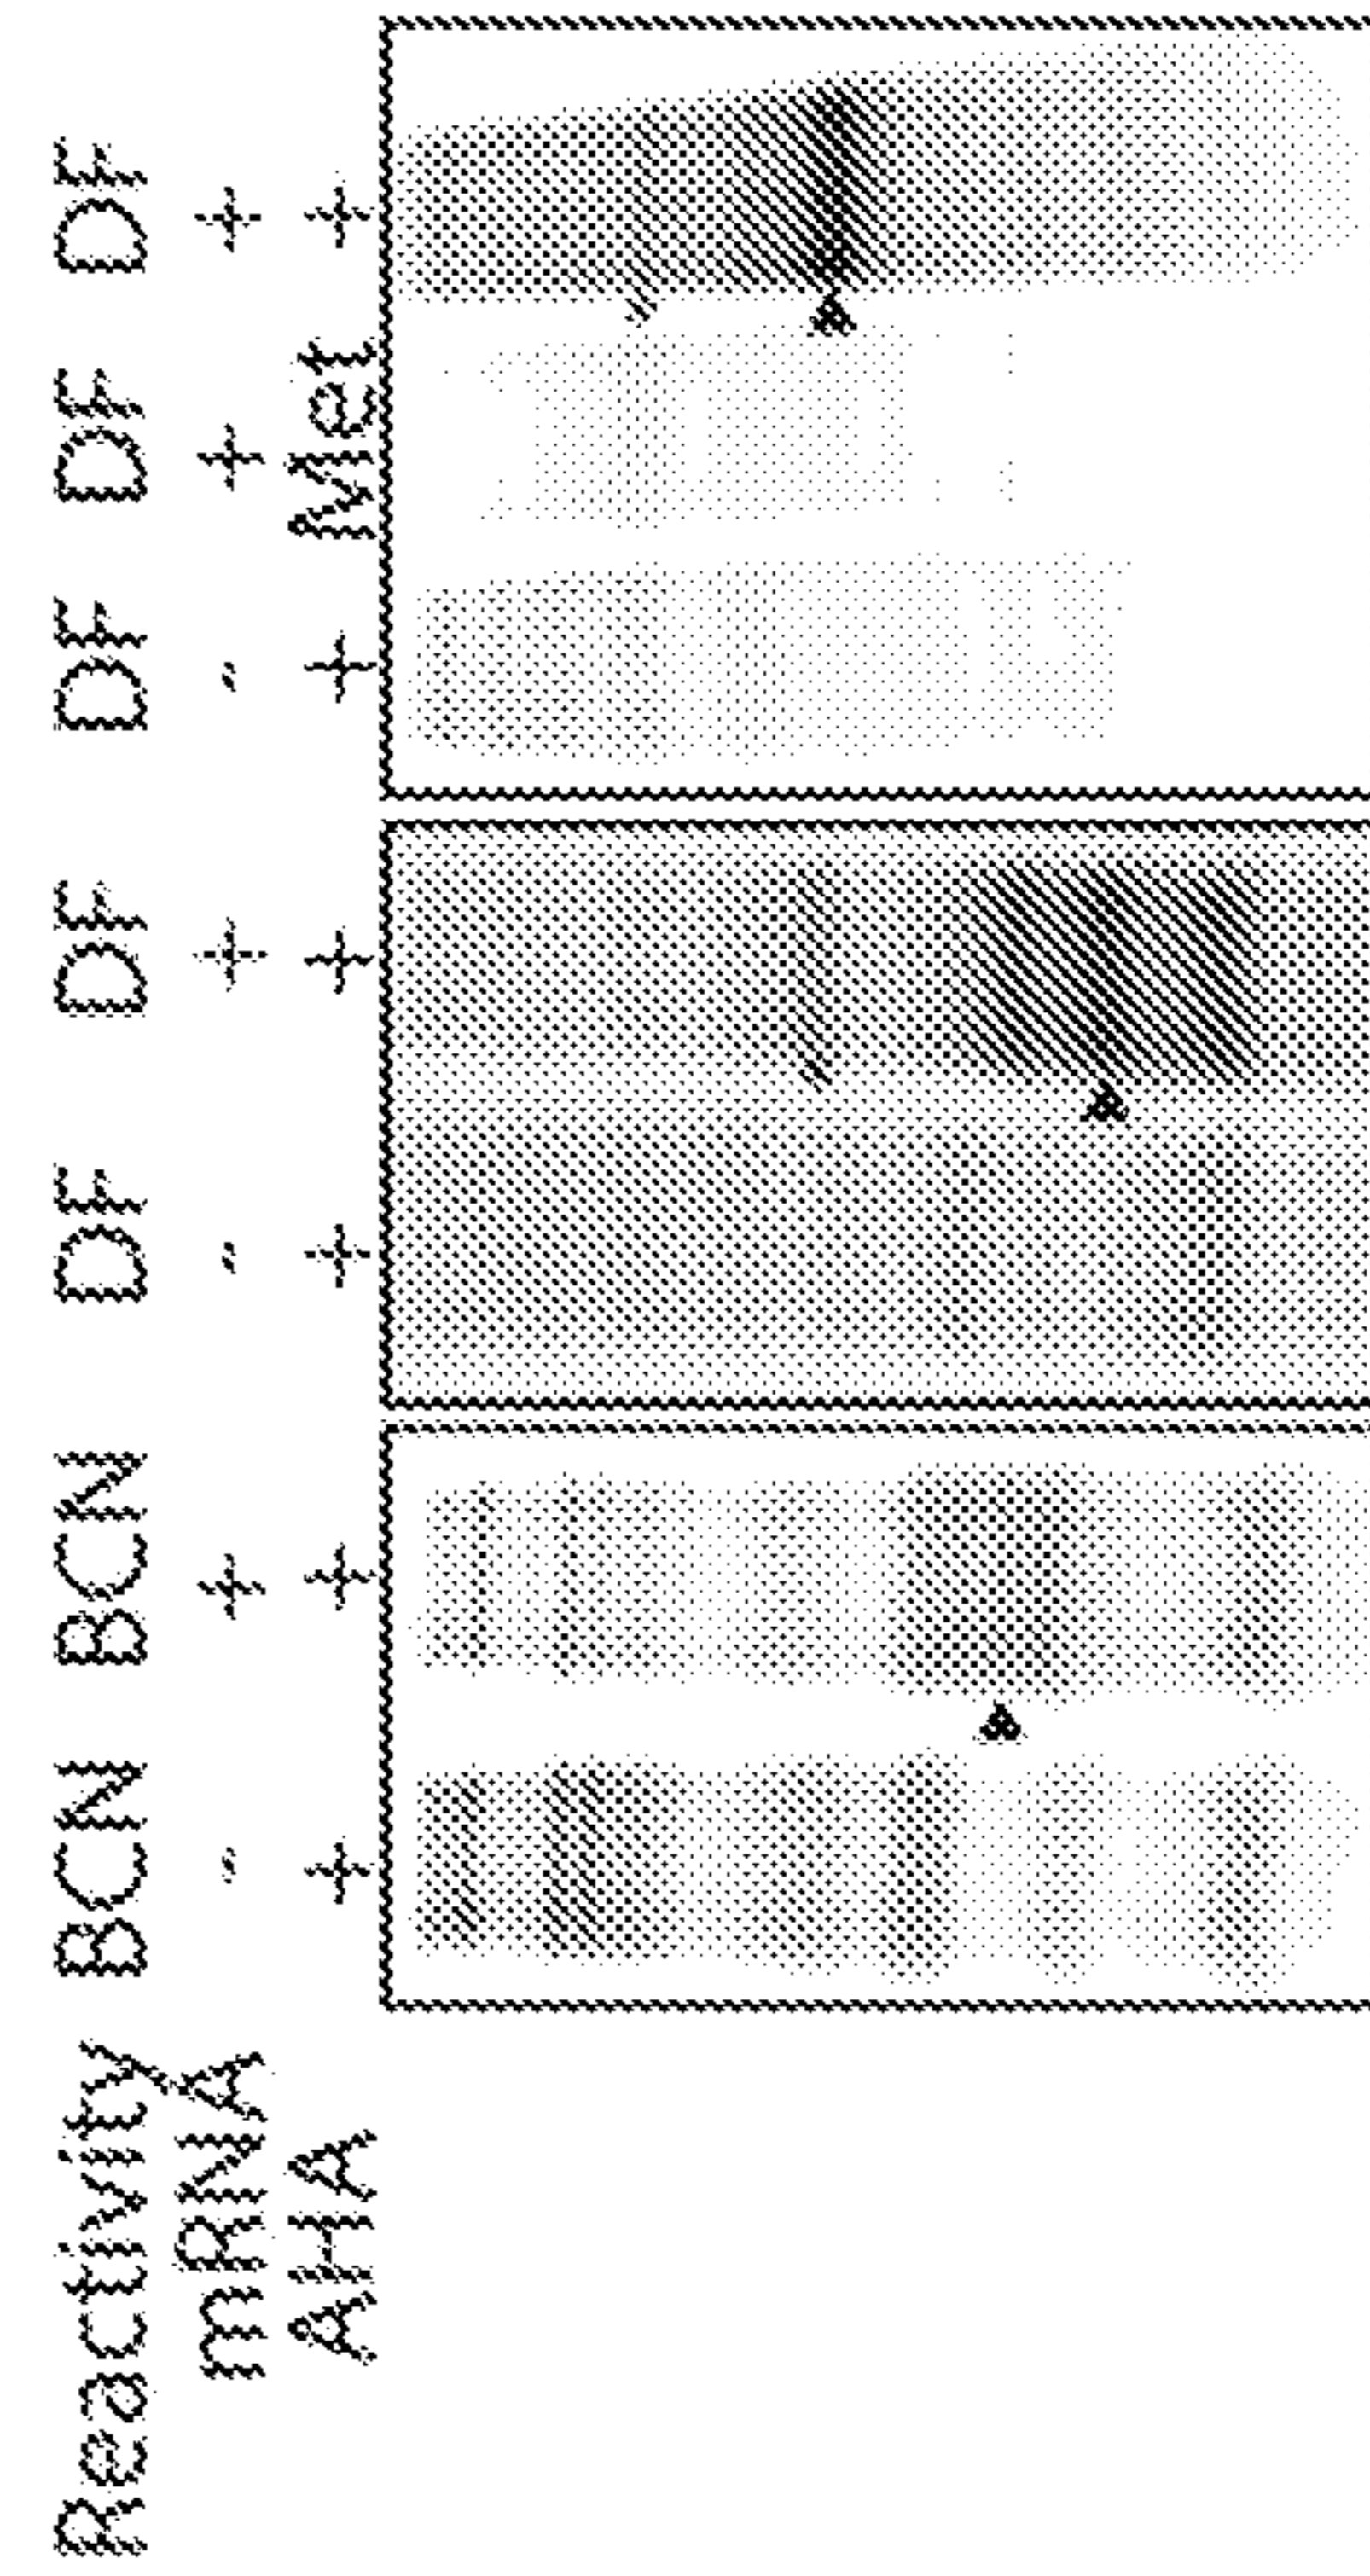 Reactivity BCN BCN DF DF DF DF DF
mRNA - + - + - + +
AHA + + + + + Met +